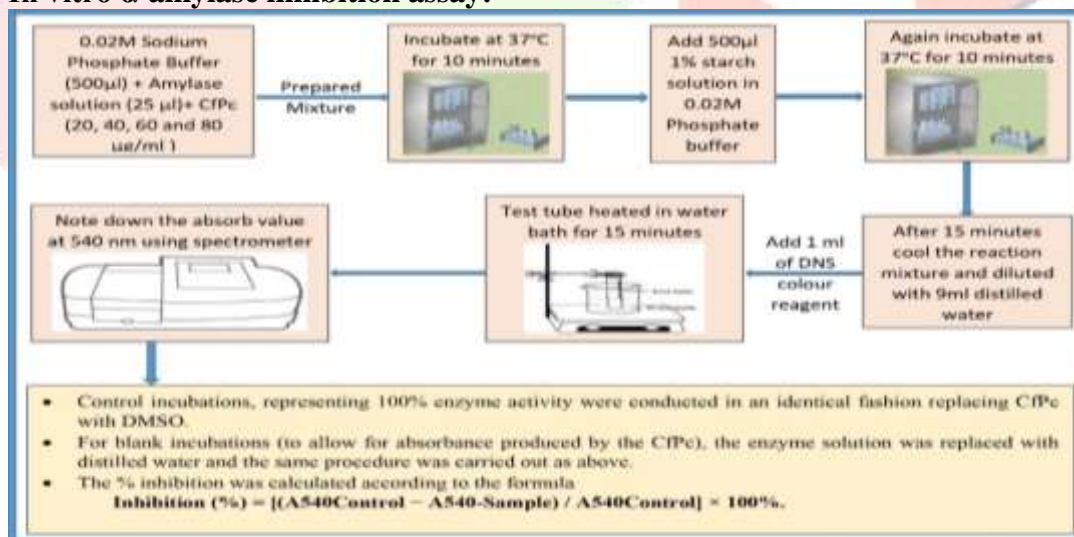 In vitro α amylase inhibition assay:
0.02M Sodium
Phosphate Buffer
(500µl) + Amylase
solution (25 µl)+ CfPc
(20, 40, 60 and 80
µg/ml )
Prepared
Mixture
Incubate at 37°C
for 10 minutes
Add 500µl
1% starch
solution in
0.02M
Phosphate
buffer
Again incubate at
37°C for 10 minutes
After 15 minutes
cool the reaction
mixture and diluted
with 9ml distilled
water
Add 1 ml
of DNS
colour
reagent
Test tube heated in water
bath for 15 minutes
Note down the absorb value
at 540 nm using spectrometer
• Control incubations, representing 100% enzyme activity were conducted in an identical fashion replacing CfPc
with DMSO.
• For blank incubations (to allow for absorbance produced by the CfPc), the enzyme solution was replaced with
distilled water and the same procedure was carried out as above.
• The % inhibition was calculated according to the formula
Inhibition (%) = [(A540Control – A540-Sample) / A540Control] × 100%.